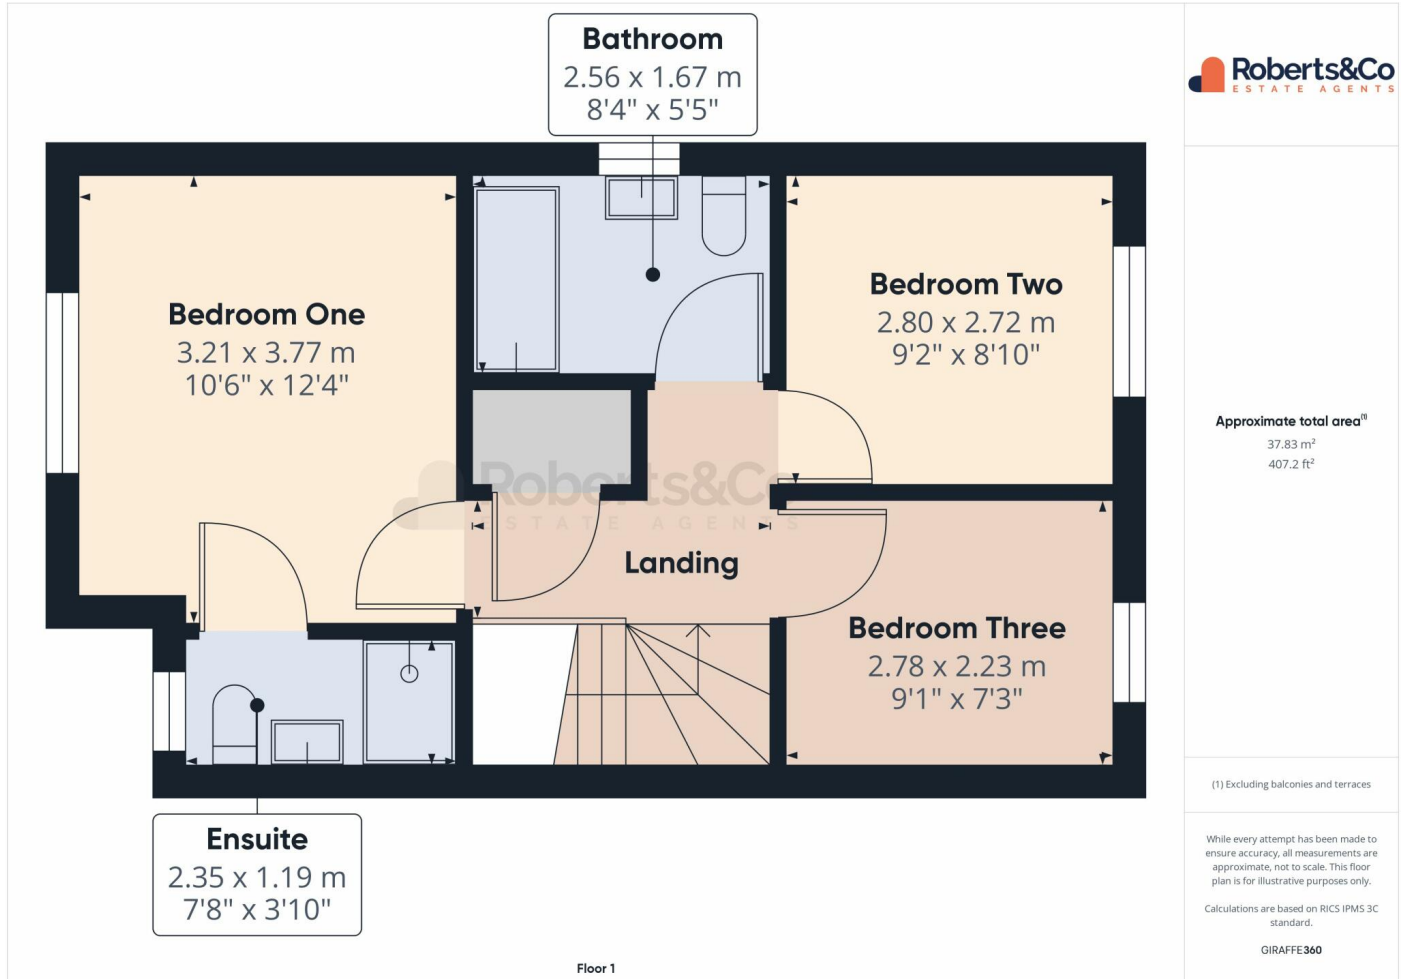 Bathroom
2.56 x 1.67 m
8'4" x 5'5"
Roberts&Co
ESTATE AGENTS
Bedroom One
3.21 x 3.77 m
10'6" x 12'4"
Bedroom Two
2.80 x 2.72 m
9'2" x 8'10"
Approximate total area(1)
37.83 m²
407.2 ft²
Roberts&Co
ESTATE AGENTS
Landing
Bedroom Three
2.78 x 2.23 m
9'1" x 7'3"
Ensuite
2.35 x 1.19 m
7'8" x 3'10"
(1) Excluding balconies and terraces
While every attempt has been made to
ensure accuracy, all measurements are
approximate, not to scale. This floor
plan is for illustrative purposes only.
Calculations are based on RICS IPMS 3C
standard.
GIRAFFE360
Floor 1